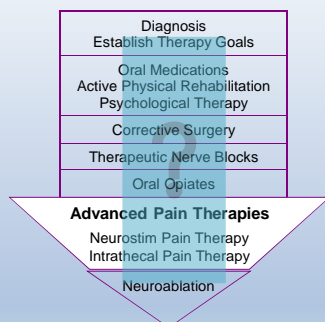 Diagnosis
Establish Therapy Goals
Oral Medications
Active Physical Rehabilitation
Psychological Therapy
Corrective Surgery
?
Therapeutic Nerve Blocks
Oral Opiates
Advanced Pain Therapies
Neurostim Pain Therapy
Intrathecal Pain Therapy
Neuroablation